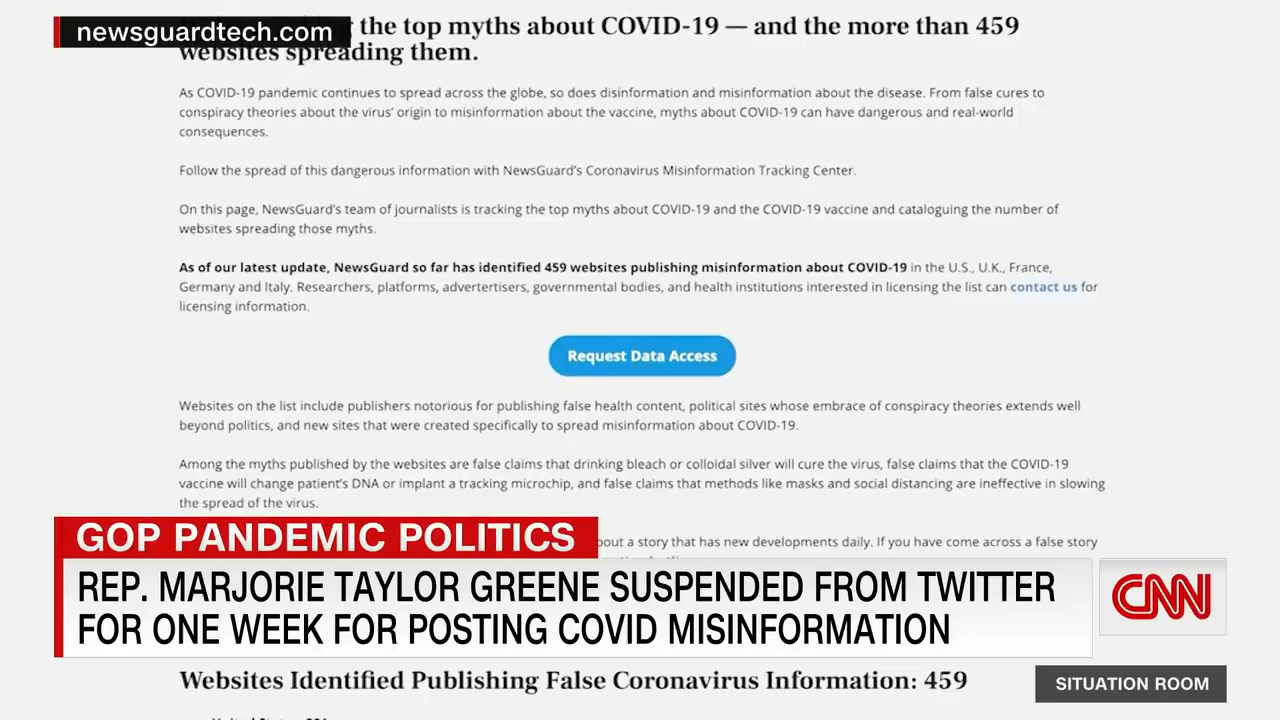 newsguardtech.com
the top myths about COVID-19 — and the more than 459
websites spreading them.
As COVID-19 pandemic continues to spread across the globe, so does disinformation and misinformation about the disease. From false cures to
conspiracy theories about the virus' origin to misinformation about the vaccine, myths about COVID-19 can have dangerous and real-world
consequences.
Follow the spread of this dangerous information with NewsGuard's Coronavirus Misinformation Tracking Center.
On this page, NewsGuard's team of journalists is tracking the top myths about COVID-19 and the COVID-19 vaccine and cataloguing the number of
websites spreading those myths.
As of our latest update, NewsGuard so far has identified 459 websites publishing misinformation about COVID-19 in the U.S., U.K., France,
Germany and Italy. Researchers, platforms, advertertisers, governmental bodies, and health institutions interested in licensing the list can contact us for
licensing information.
Request Data Access
Websites on the list include publishers notorious for publishing false health content, political sites whose embrace of conspiracy theories extends well
beyond politics, and new sites that were created specifically to spread misinformation about COVID-19.
Among the myths published by the websites are false claims that drinking bleach or colloidal silver will cure the virus, false claims that the COVID-19
vaccine will change patient's DNA or implant a tracking microchip, and false claims that methods like masks and social distancing are ineffective in slowing
the spread of the virus.
about a story that has new developments daily. If you have come across a false story
GOP PANDEMIC POLITICS
REP. MARJORIE TAYLOR GREENE SUSPENDED FROM TWITTER
FOR ONE WEEK FOR POSTING COVID MISINFORMATION
CNN
Websites Identified Publishing False Coronavirus Information: 459
SITUATION ROOM